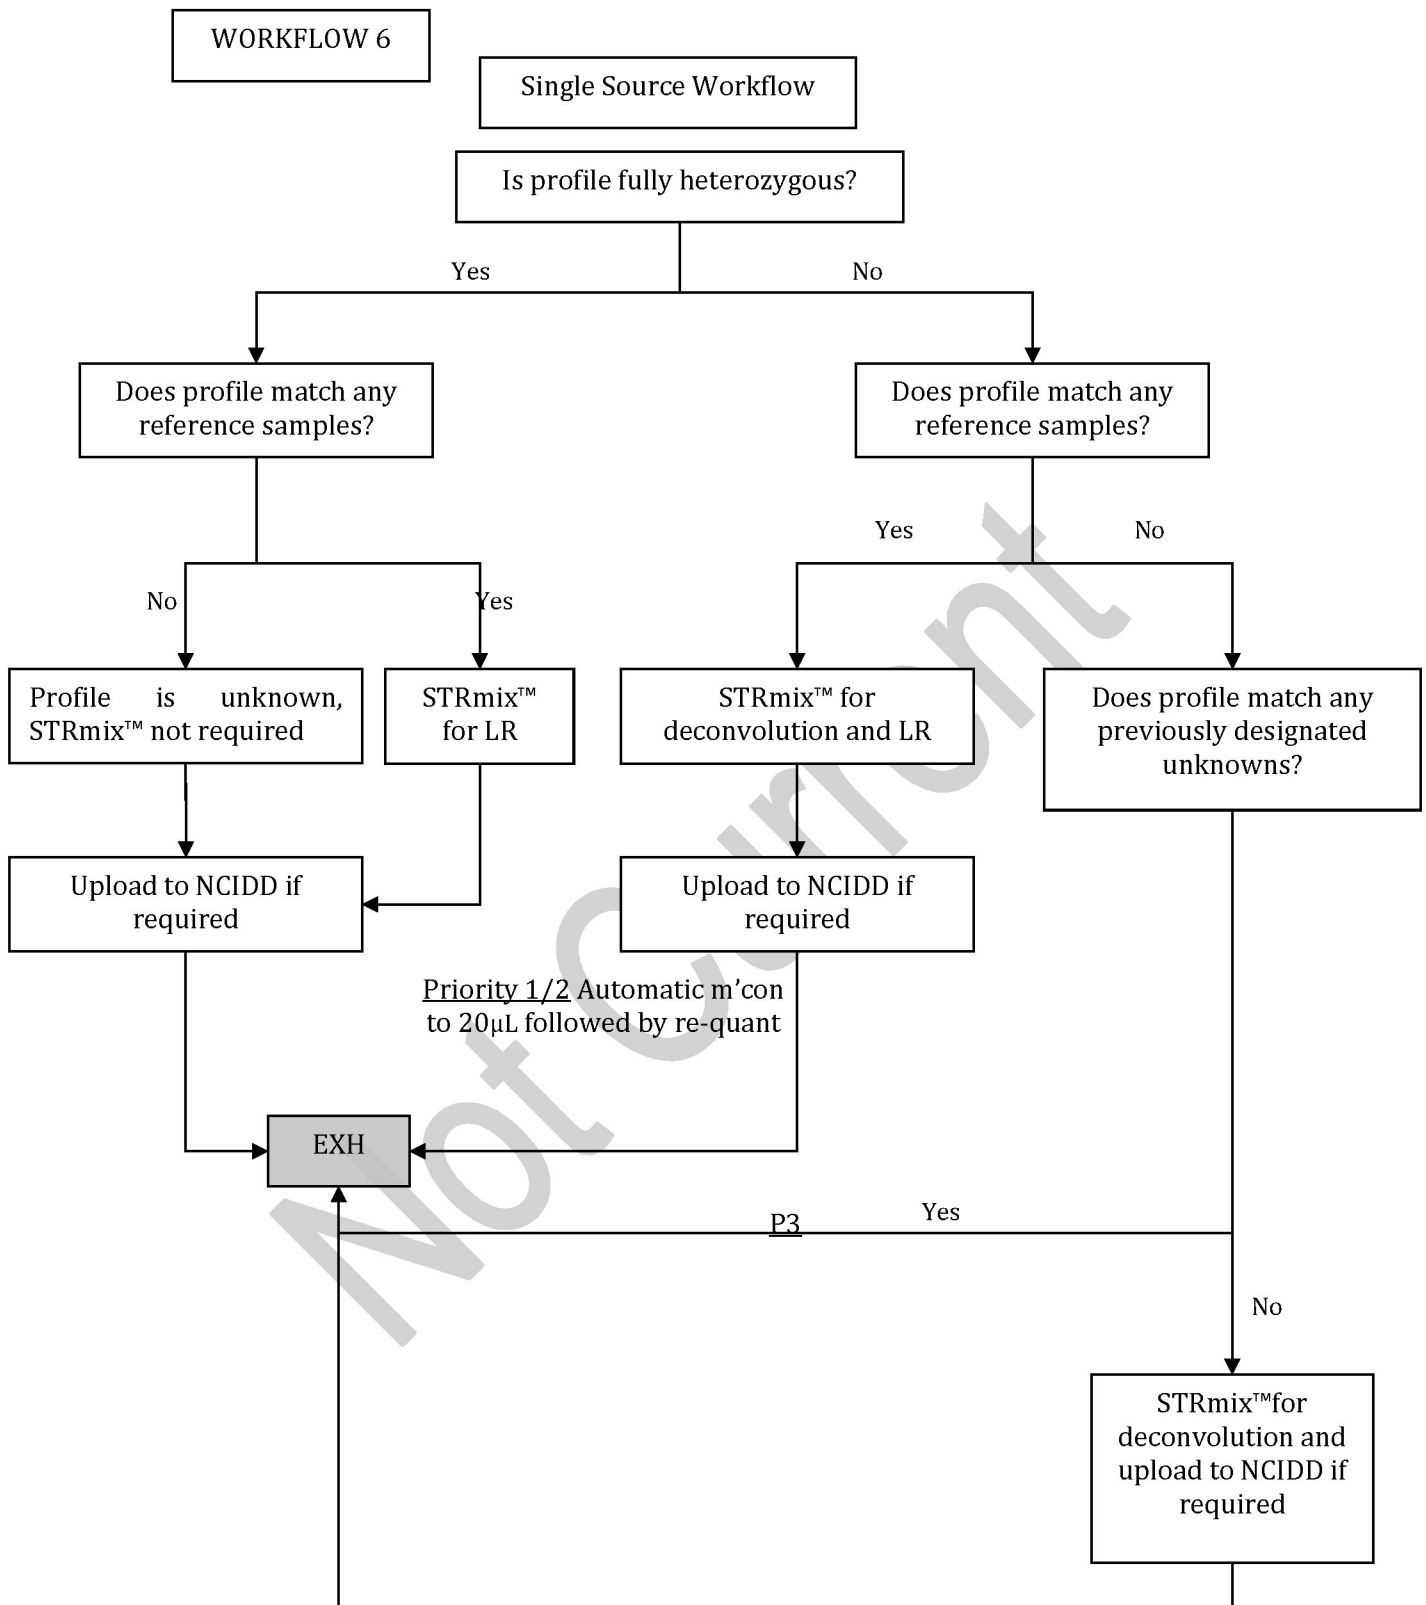 WORKFLOW 6
Single Source Workflow
Is profile fully heterozygous?
Yes
No
Does profile match any
reference samples?
Does profile match any
reference samples?
Yes
No
No
Yes
Profile is unknown,
STRmix™ not required
STRmix™
for LR
STRmix™ for
deconvolution and LR
Does profile match any
previously designated
unknowns?
Upload to NCIDD if
required
Upload to NCIDD if
required
Priority 1/2 Automatic m'con
to 20µL followed by re-quant
EXH
P3
Yes
No
STRmix™for
deconvolution and
upload to NCIDD if
required
Not Current